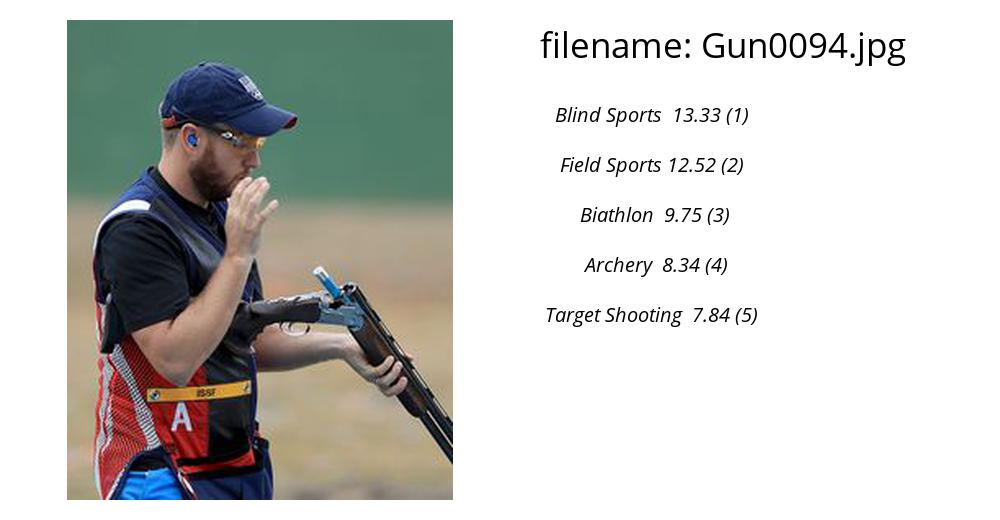 filename: Gun0094.jpg
Blind Sports 13.33 (1)
Field Sports 12.52 (2)
Biathlon 9.75 (3)
Archery 8.34 (4)
Target Shooting 7.84 (5)
ISSF
A